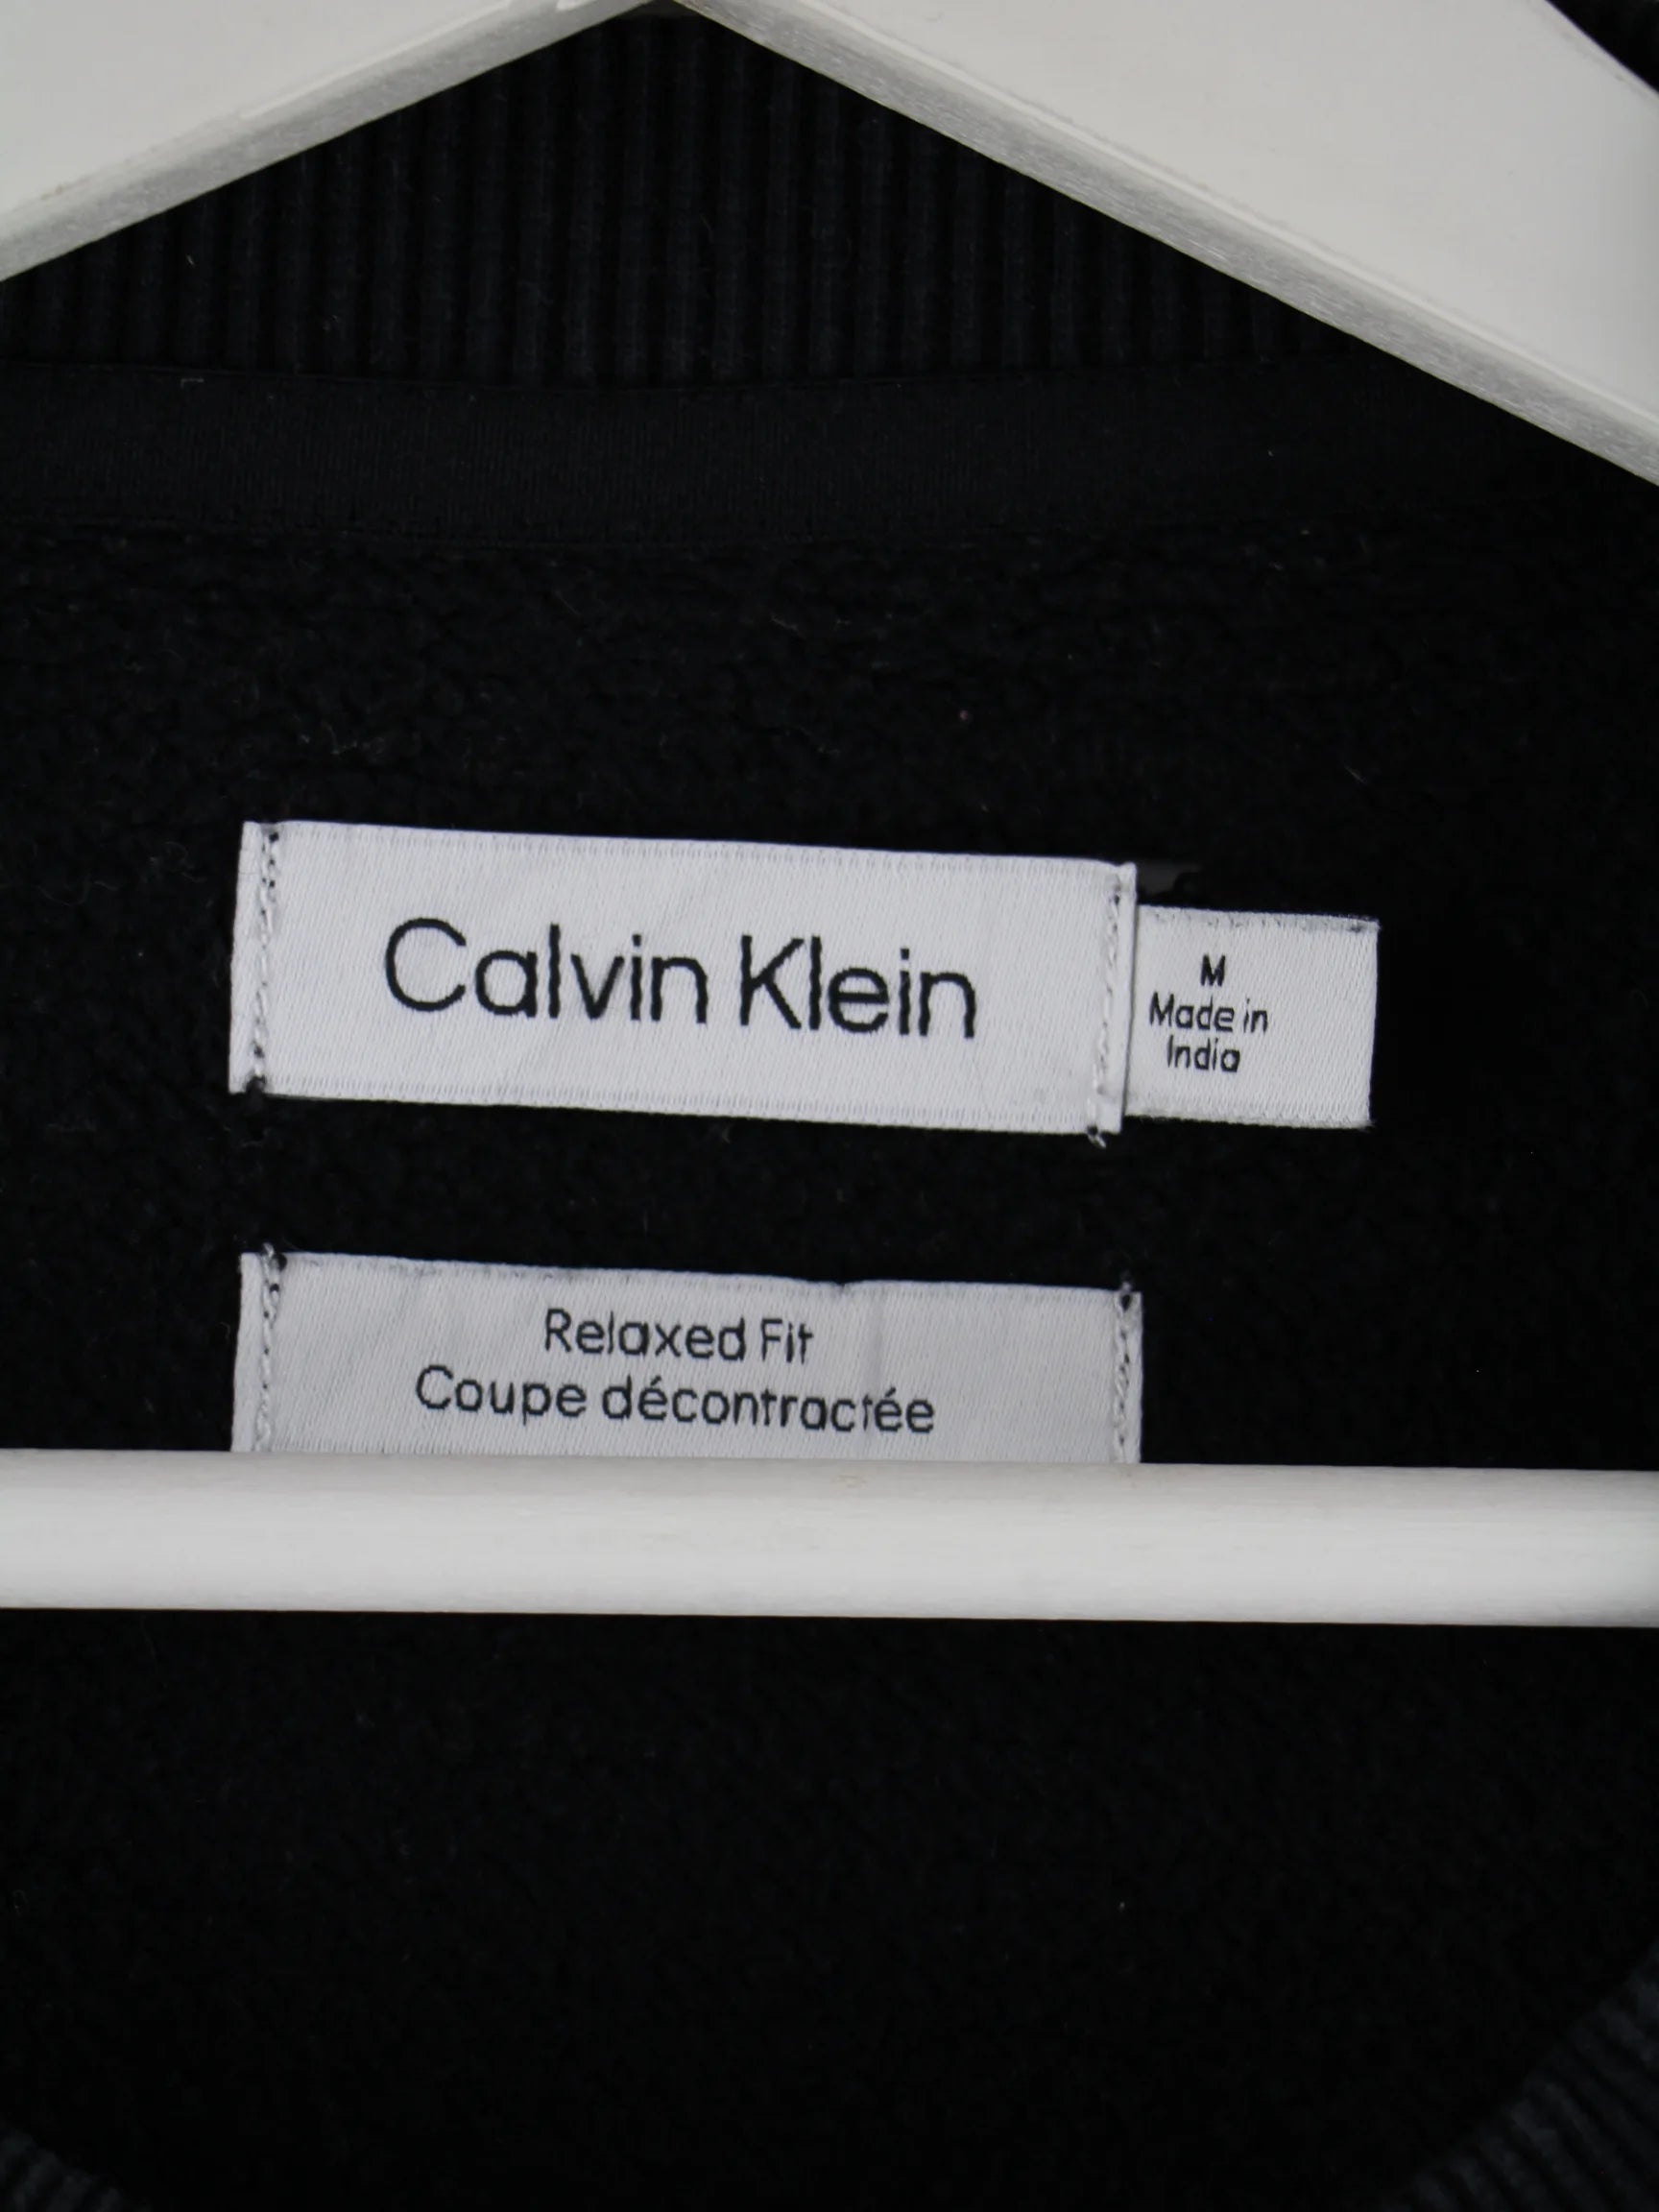 Calvin Klein
M
Made in
India
Relaxed Fit
Coupe décontractée